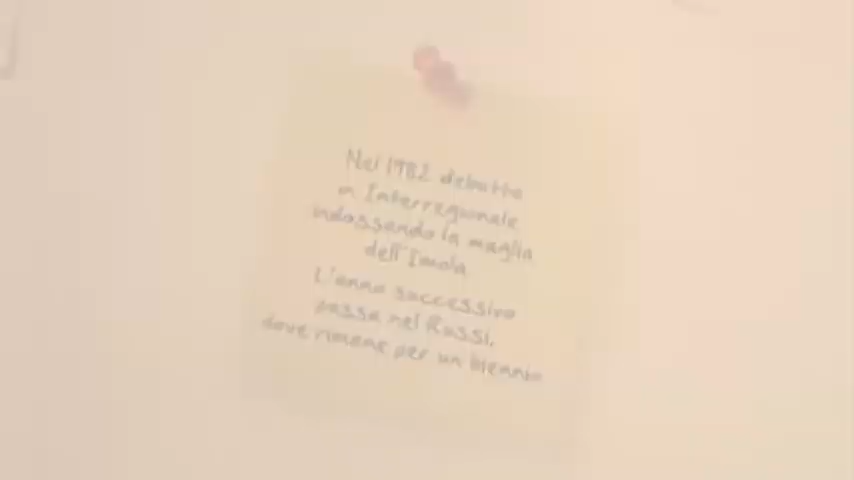 Nel 1982 debutta
in Interregionale
indossando la maglia
dell'Imola
L'anno successivo
passa nel Russi,
dove rimane per un biennio